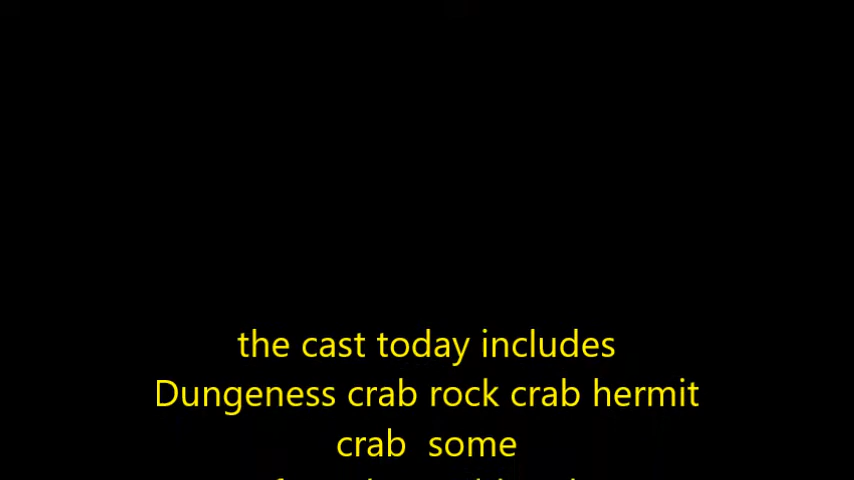 the cast today includes
Dungeness crab rock crab hermit
crab  some